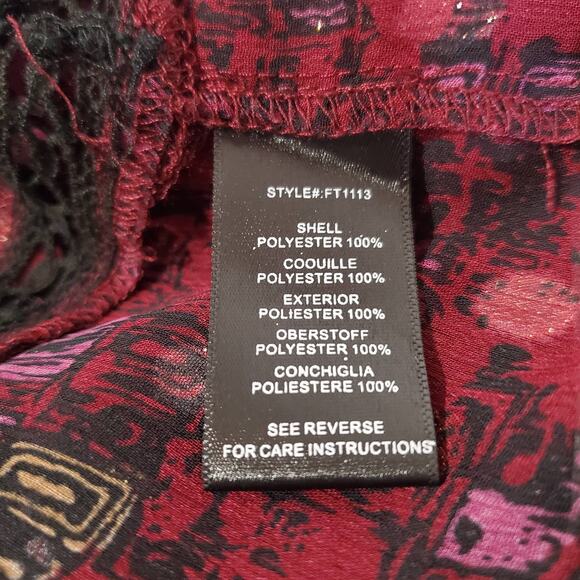 STYLE#:FT1113
SHELL
POLYESTER 100%
COOUILLE
POLYESTER 100%
EXTERIOR
POLIESTER 100%
OBERSTOFF
POLYESTER 100%
CONCHIGLIA
POLIESTERE 100%
SEE REVERSE
FOR CARE INSTRUCTIONS